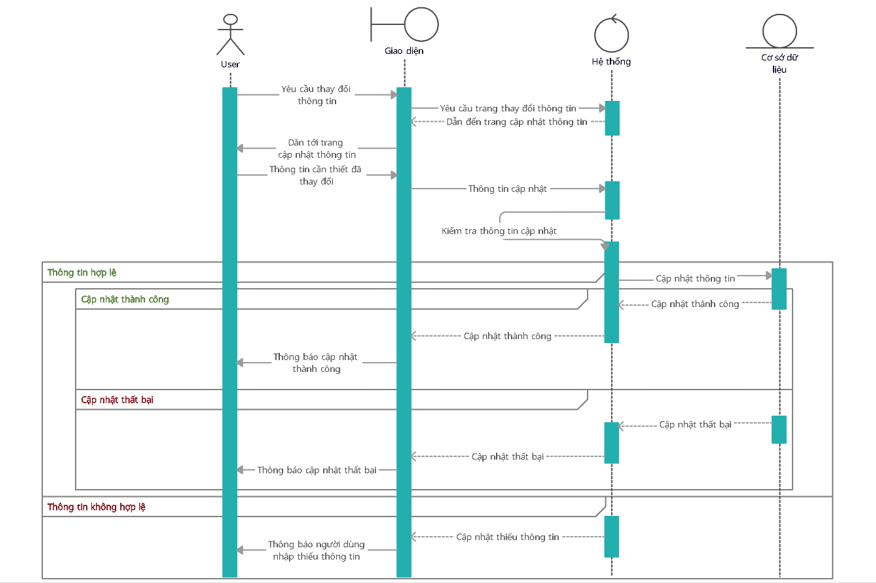 User
Giao diện
Hệ thống
Cơ sở dữ
liệu
Yêu cầu thay đổi
thông tin
Yêu cầu trang thay đổi thông tin
Dẫn đến trang cập nhật thông tin
Dẫn tới trang
cập nhật thông tin
Thông tin cần thiết đã
thay đổi
Thông tin cập nhật
Kiểm tra thông tin cập nhật
Thông tin hợp lệ
Cập nhật thông tin
Cập nhật thành công
Cập nhật thành công
Cập nhật thành công
Thông báo cập nhật
thành công
Cập nhật thất bại
Cập nhật thất bại
Cập nhật thất bại
Thông báo cập nhật thất bại
Thông tin không hợp lệ
Cập nhật thiếu thông tin
Thông báo người dùng
nhập thiếu thông tin